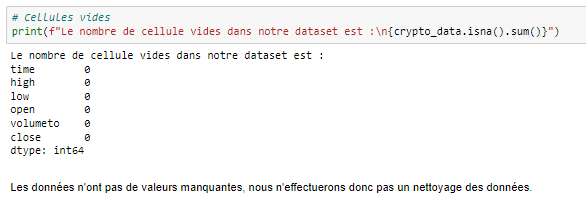 # Cellules vides
print(f"Le nombre de cellule vides dans notre dataset est :\n{crypto_data.isna().sum()}")
Le nombre de cellule vides dans notre dataset est :
time 0
high 0
low 0
open 0
volumeto 0
close 0
dtype: int64
Les données n'ont pas de valeurs manquantes, nous n'effectuerons donc pas un nettoyage des données.